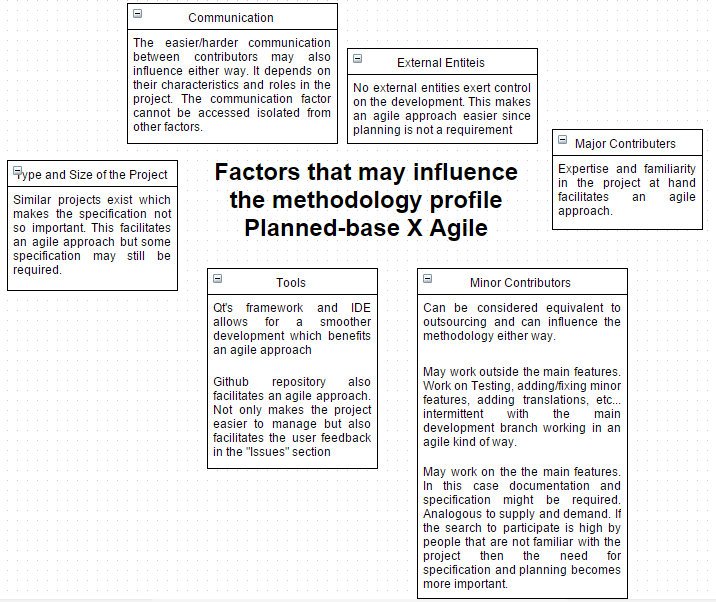 Communication
The easier/harder communication
between contributors may also
influence either way. It depends on
their characteristics and roles in the
project. The communication factor
cannot be accessed isolated from
other factors.
External Entiteis
No external entities exert control
on the development. This makes
an agile approach easier since
planning is not a requirement
Major Contributers
Expertise and familiarity
in the project at hand
facilitates an agile
approach.
Type and Size of the Project
Similar projects exist which
makes the specification not
so important. This facilitates
an agile approach but some
specification may still be
required.
Factors that may influence
the methodology profile
Planned-base X Agile
Tools
Qt's framework and IDE
allows for a smoother
development which benefits
an agile approach
Github repository also
facilitates an agile approach.
Not only makes the project
easier to manage but also
facilitates the user feedback
in the "Issues" section
Minor Contributors
Can be considered equivalent to
outsourcing and can influence the
methodology either way.
May work outside the main features.
Work on Testing, adding/fixing minor
features, adding translations, etc...
intermittent with the main
development branch working in an
agile kind of way.
May work on the the main features.
In this case documentation and
specification might be required.
Analogous to supply and demand. If
the search to participate is high by
people that are not familiar with the
project then the need for
specification and planning becomes
more important.